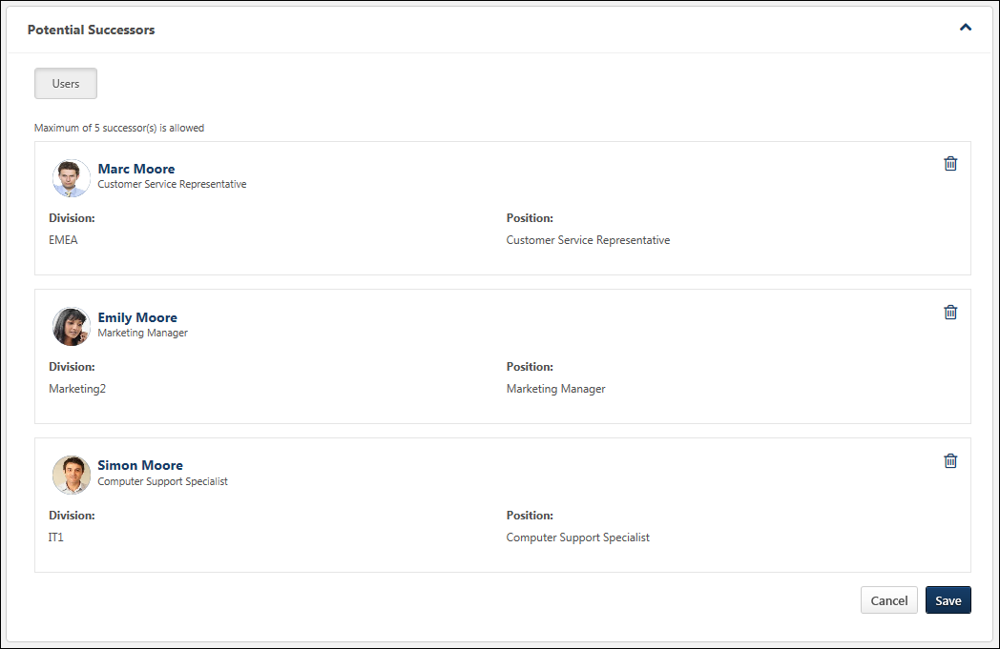 Potential Successors
Users
Maximum of 5 successor(s) is allowed
Marc Moore
Customer Service Representative
Division:
Position:
EMEA
Customer Service Representative
Emily Moore
Marketing Manager
Division:
Position:
Marketing2
Marketing Manager
Simon Moore
Computer Support Specialist
Division:
Position:
IT1
Computer Support Specialist
Cancel
Save